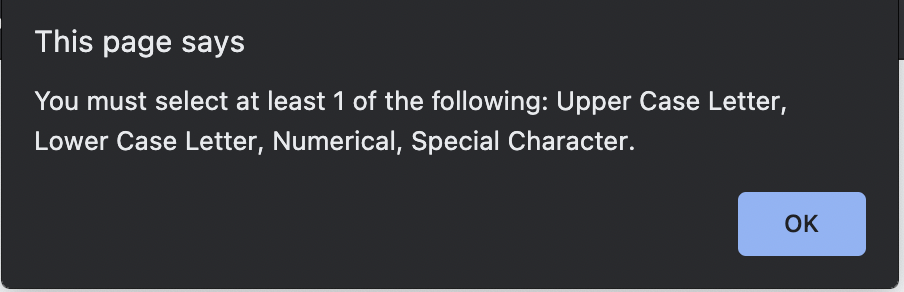 This page says
You must select at least 1 of the following: Upper Case Letter,
Lower Case Letter, Numerical, Special Character.
OK